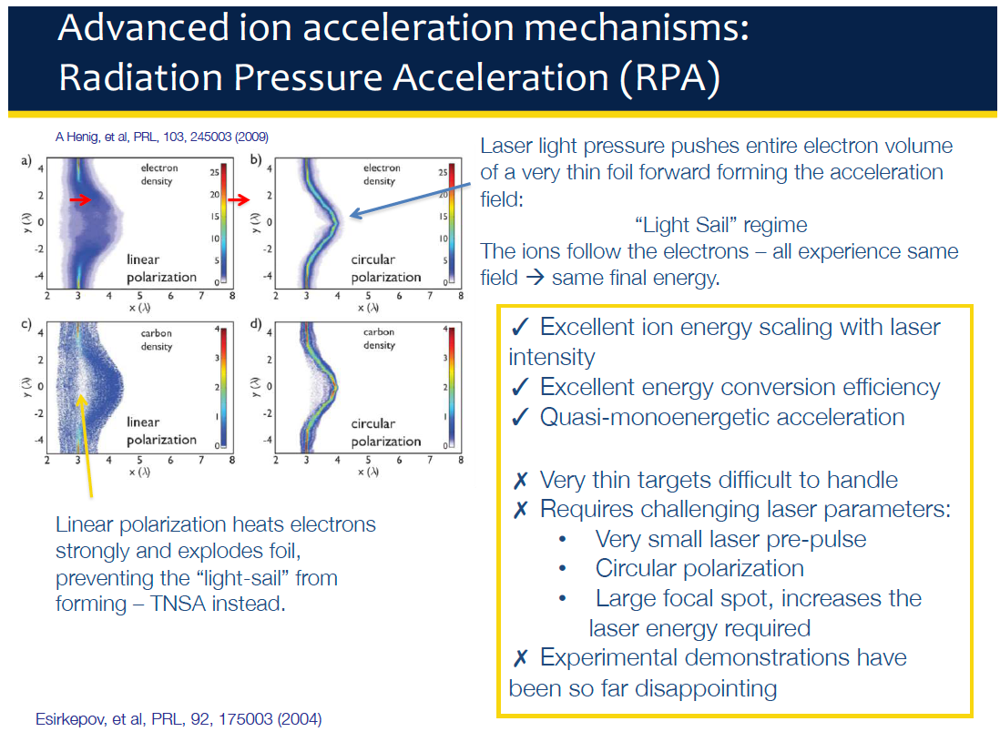 Advanced ion acceleration mechanisms:
Radiation Pressure Acceleration (RPA)
A Henig, et al, PRL, 103, 245003 (2009)
a)
electron
density
linear
polarization
y (λ)
4
2
0
-2
-4
2 3 4 5 6 7 8
x (λ)
25
20
15
10
5
0
b)
electron
density
circular
polarization
y (λ)
4
2
0
-2
-4
2 3 4 5 6 7 8
x (λ)
25
20
15
10
5
0
c)
carbon
density
linear
polarization
y (λ)
4
2
0
-2
-4
2 3 4 5 6 7 8
x (λ)
4
3
2
1
0
d)
carbon
density
circular
polarization
y (λ)
4
2
0
-2
-4
2 3 4 5 6 7 8
x (λ)
4
3
2
1
0
Linear polarization heats electrons
strongly and explodes foil,
preventing the “light-sail” from
forming – TNSA instead.
Esirkepov, et al, PRL, 92, 175003 (2004)
Laser light pressure pushes entire electron volume
of a very thin foil forward forming the acceleration
field:
“Light Sail” regime
The ions follow the electrons – all experience same
field → same final energy.
✓ Excellent ion energy scaling with laser
intensity
✓ Excellent energy conversion efficiency
✓ Quasi-monoenergetic acceleration
✗ Very thin targets difficult to handle
✗ Requires challenging laser parameters:
• Very small laser pre-pulse
• Circular polarization
• Large focal spot, increases the
laser energy required
✗ Experimental demonstrations have
been so far disappointing